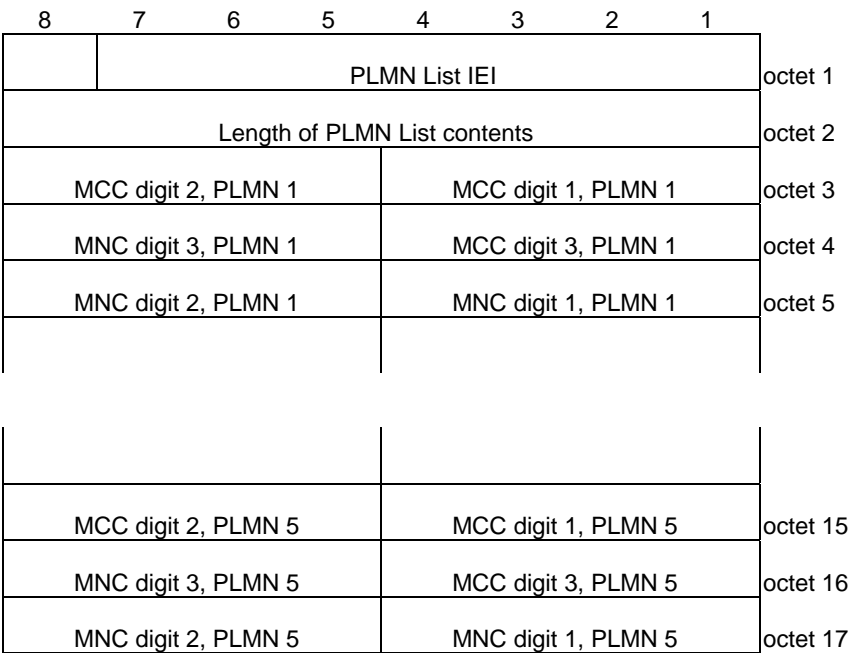 8 7 6 5 4 3 2 1
PLMN List IEI octet 1
Length of PLMN List contents octet 2
MCC digit 2, PLMN 1 MCC digit 1, PLMN 1 octet 3
MNC digit 3, PLMN 1 MCC digit 3, PLMN 1 octet 4
MNC digit 2, PLMN 1 MNC digit 1, PLMN 1 octet 5
MCC digit 2, PLMN 5 MCC digit 1, PLMN 5 octet 15
MNC digit 3, PLMN 5 MCC digit 3, PLMN 5 octet 16
MNC digit 2, PLMN 5 MNC digit 1, PLMN 5 octet 17